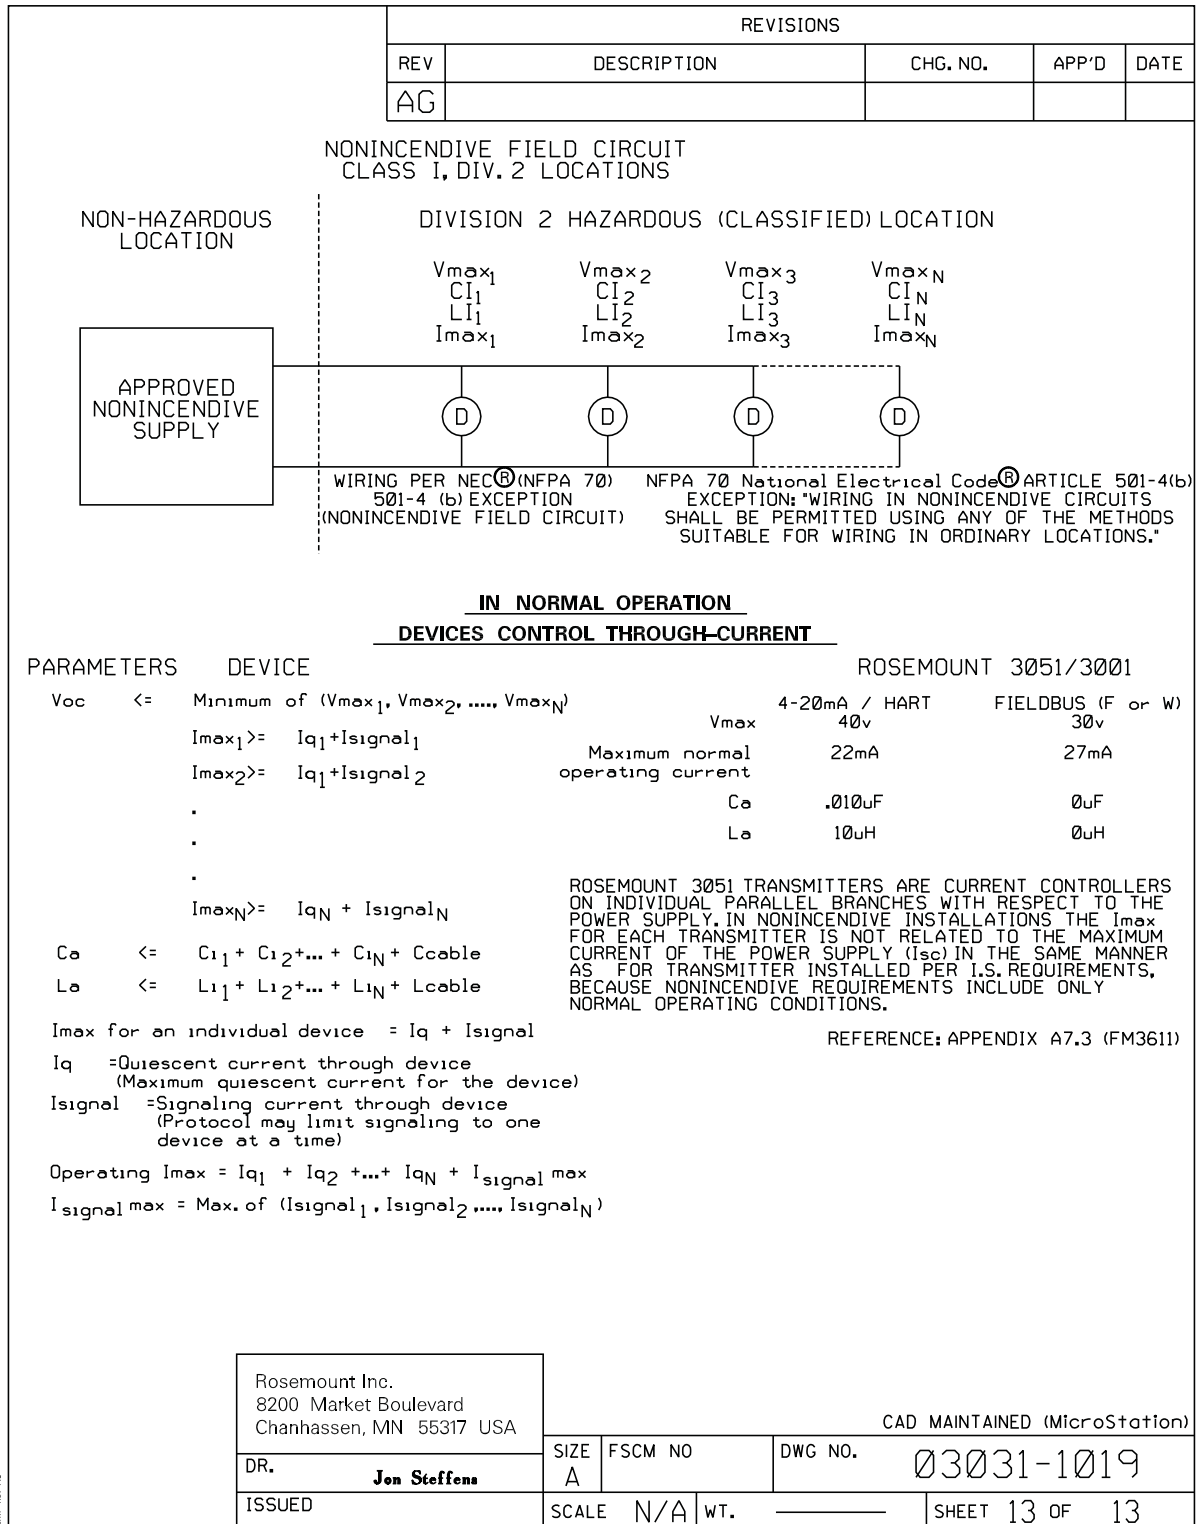 REVISIONS
REV DESCRIPTION CHG. NO. APP'D DATE
AG
NONINCENDIVE FIELD CIRCUIT
CLASS I, DIV. 2 LOCATIONS
NON-HAZARDOUS
LOCATION
DIVISION 2 HAZARDOUS (CLASSIFIED) LOCATION
Vmax1 Vmax2 Vmax3 VmaxN
CI1 CI2 CI3 CIN
LI1 LI2 LI3 LIN
Imax1 Imax2 Imax3 ImaxN
APPROVED
NONINCENDIVE
SUPPLY
D D D D
WIRING PER NEC®(NFPA 70)
501-4 (b) EXCEPTION
(NONINCENDIVE FIELD CIRCUIT)
NFPA 70 National Electrical Code® ARTICLE 501-4(b)
EXCEPTION: "WIRING IN NONINCENDIVE CIRCUITS
SHALL BE PERMITTED USING ANY OF THE METHODS
SUITABLE FOR WIRING IN ORDINARY LOCATIONS."
IN NORMAL OPERATION
DEVICES CONTROL THROUGH-CURRENT
PARAMETERS DEVICE
Voc <= Minimum of (Vmax1, Vmax2, ...., VmaxN)
Imax1>= Iq1+Isignal1
Imax2>= Iq1+Isignal2
.
.
.
ImaxN>= IqN + IsignalN
Ca <= Ci1 + Ci2+... + CiN + Ccable
La <= Li1 + Li2+... + LiN + Lcable
Imax for an individual device = Iq + Isignal
Iq =Quiescent current through device
(Maximum quiescent current for the device)
Isignal =Signaling current through device
(Protocol may limit signaling to one
device at a time)
Operating Imax = Iq1 + Iq2 +...+ IqN + Isignal max
Isignal max = Max. of (Isignal1, Isignal2,...., IsignalN)
ROSEMOUNT 3051/3001
4-20mA / HART FIELDBUS (F or W)
Vmax 40v 30v
Maximum normal 22mA 27mA
operating current
Ca .010uF 0uF
La 10uH 0uH
ROSEMOUNT 3051 TRANSMITTERS ARE CURRENT CONTROLLERS
ON INDIVIDUAL PARALLEL BRANCHES WITH RESPECT TO THE
POWER SUPPLY. IN NONINCENDIVE INSTALLATIONS THE Imax
FOR EACH TRANSMITTER IS NOT RELATED TO THE MAXIMUM
CURRENT OF THE POWER SUPPLY (Isc) IN THE SAME MANNER
AS FOR TRANSMITTER INSTALLED PER I.S. REQUIREMENTS,
BECAUSE NONINCENDIVE REQUIREMENTS INCLUDE ONLY
NORMAL OPERATING CONDITIONS.
REFERENCE: APPENDIX A7.3 (FM3611)
Rosemount Inc.
8200 Market Boulevard
Chanhassen, MN 55317 USA
CAD MAINTAINED (MicroStation)
DR. Jon Steffens
ISSUED
SIZE A
FSCM NO
DWG NO. 03031-1019
SCALE N/A WT. SHEET 13 OF 13